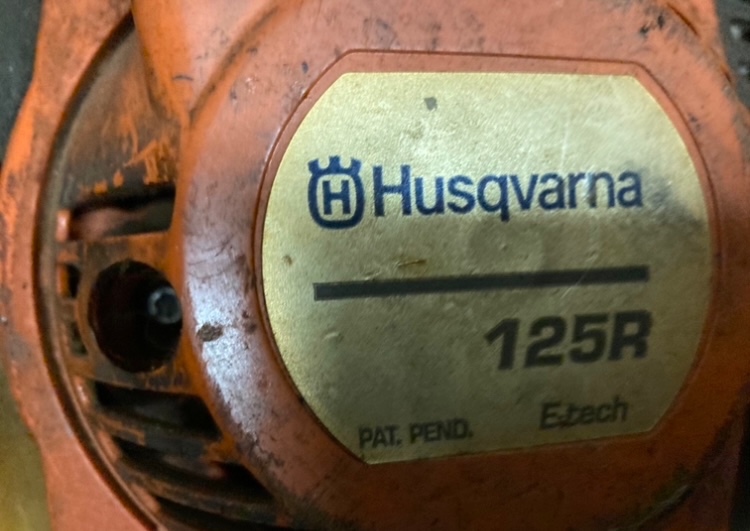 H Husqvarna
125R
PAT. PEND. E-tech